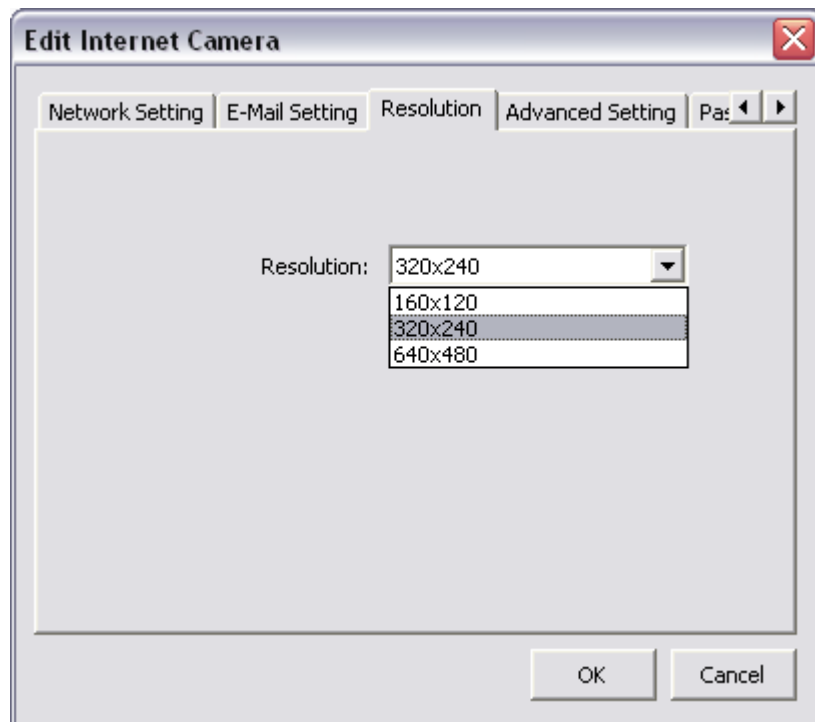 Edit Internet Camera
Network Setting E-Mail Setting Resolution Advanced Setting
Resolution: 320x240
160x120
320x240
640x480
OK Cancel